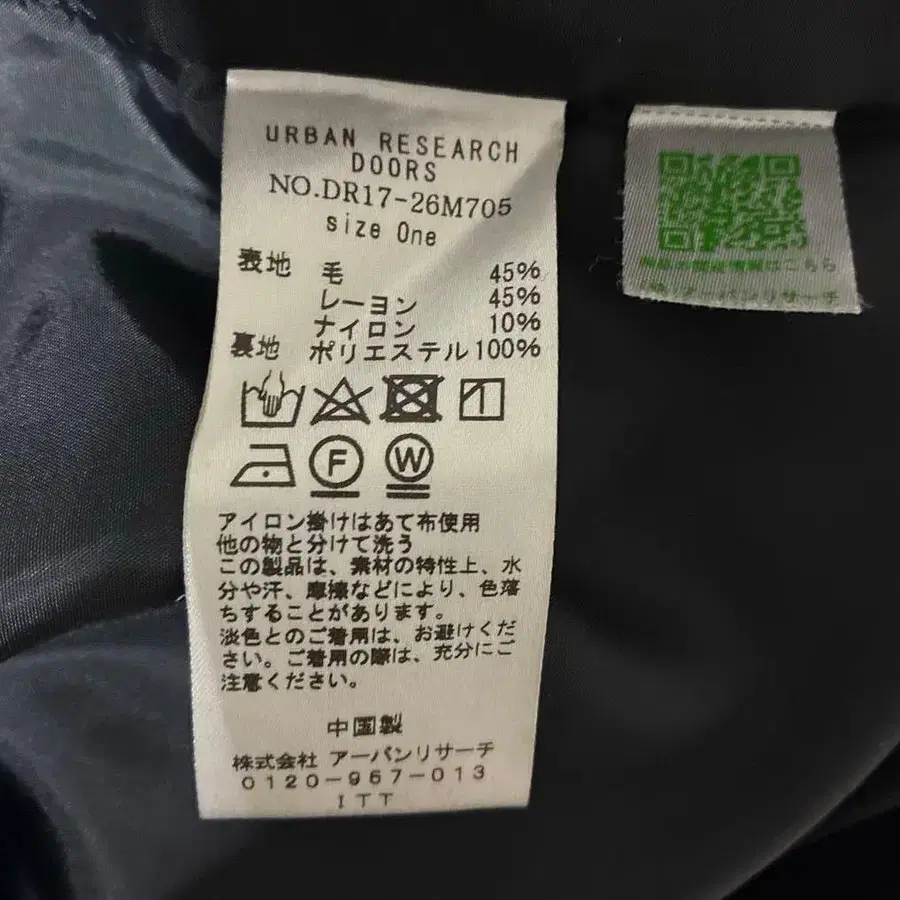 URBAN RESEARCH
DOORS
NO.DR17-26M705
size One
表地 毛 45%
レーヨン 45%
ナイロン 10%
裏地 ポリエステル 100%
F W
アイロン掛けはあて布使用
他の物と分けて洗う
この製品は、素材の特性上、水
分や汗、摩擦などにより、色落
ちすることがあります。
淡色とのご着用は、お避けくだ
さい。ご着用の際は、充分にご
注意ください。
中国製
株式会社 アーバンリサーチ
0120-967-013
ITT
はこちら
アーバンリサーチ